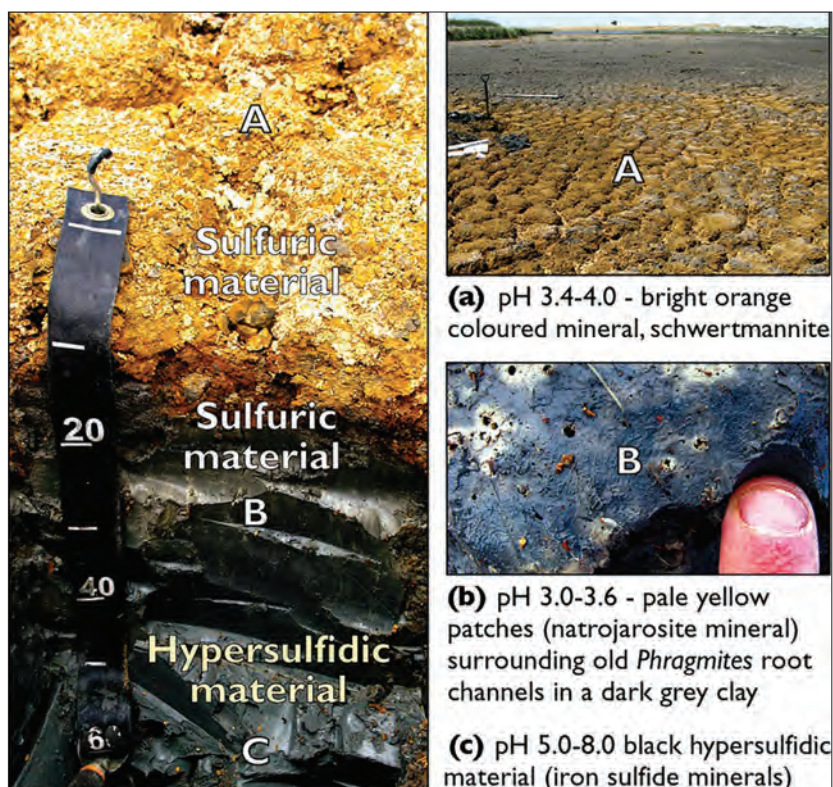 A
Sulfuric
material
20
Sulfuric
material
B
40
Hypersulfidic
material
C
A
(a) pH 3.4-4.0 - bright orange
coloured mineral, schwertmannite
B
(b) pH 3.0-3.6 - pale yellow
patches (natrojarosite mineral)
surrounding old Phragmites root
channels in a dark grey clay
(c) pH 5.0-8.0 black hypersulfidic
material (iron sulfide minerals)